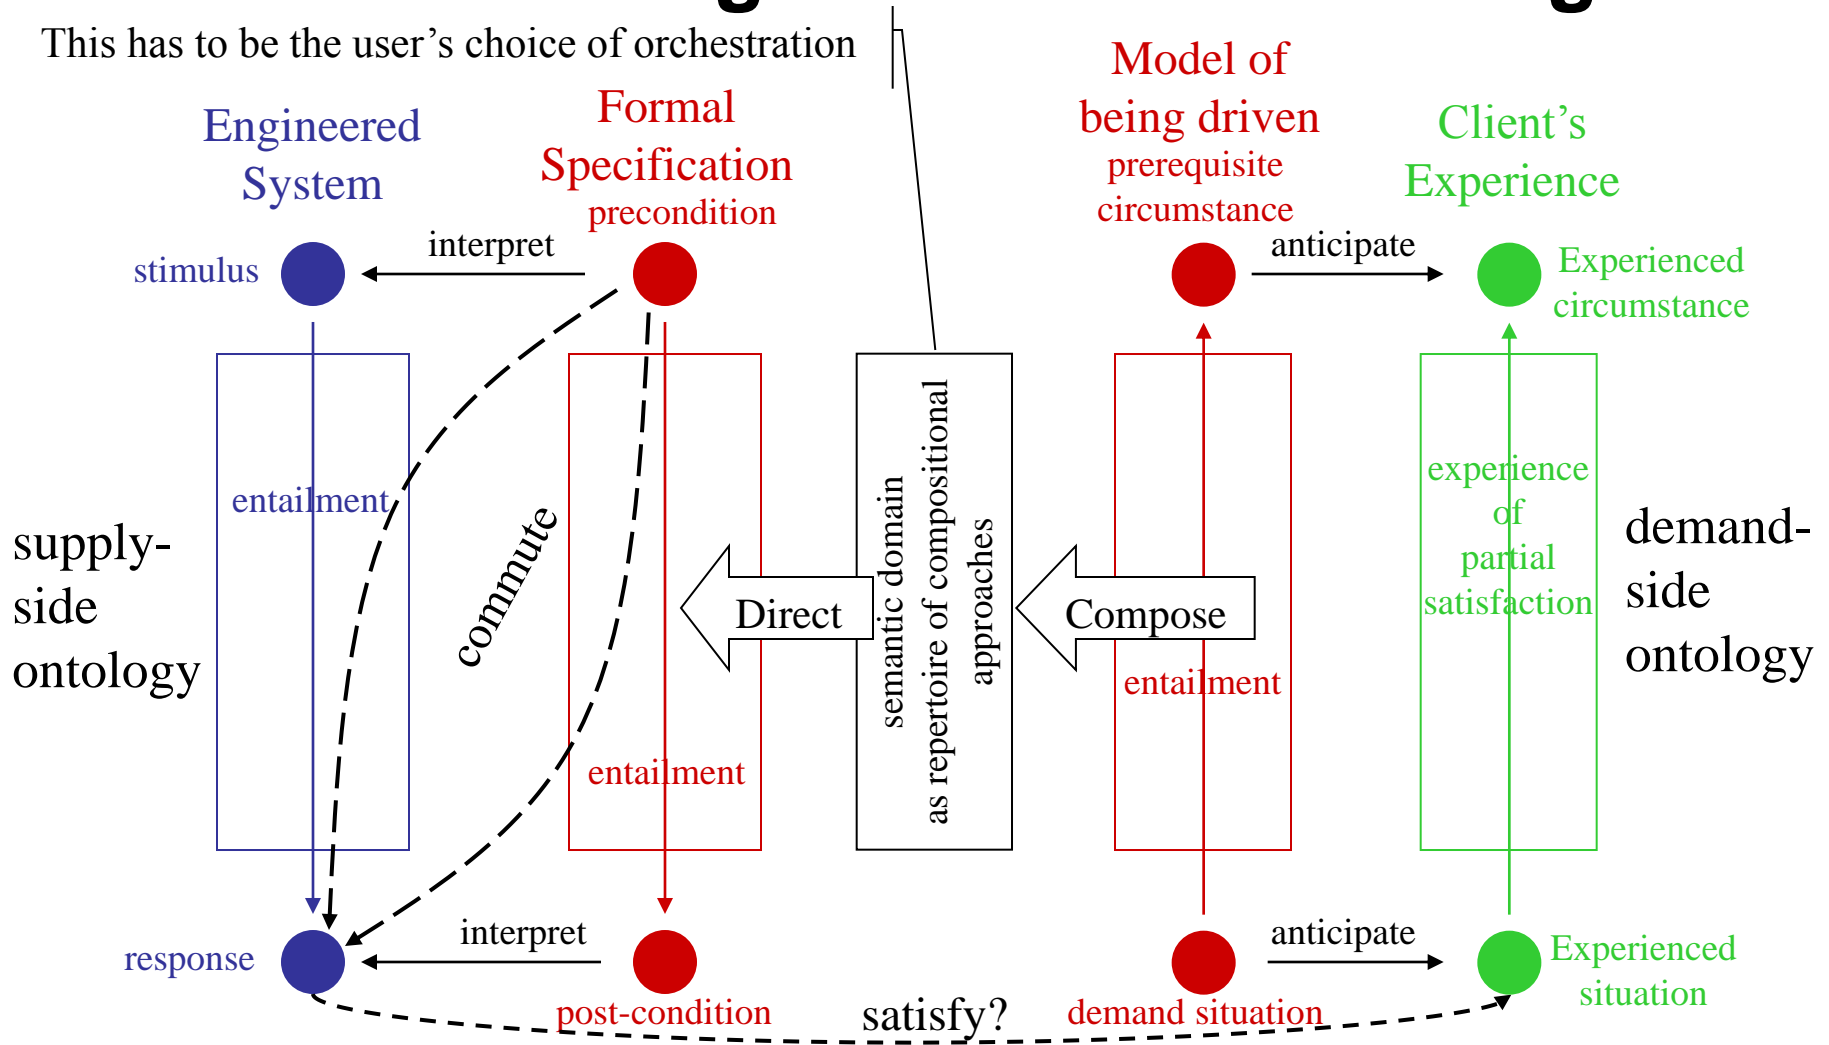 This has to be the user’s choice of orchestration
Engineered
System
Formal
Specification
precondition
Model of
being driven
prerequisite
circumstance
Client’s
Experience
stimulus
interpret
anticipate
Experienced
circumstance
entailment
commute
entailment
Direct
semantic domain
as repertoire of compositional
approaches
Compose
entailment
experience
of
partial
satisfaction
supply-
side
ontology
demand-
side
ontology
response
interpret
post-condition
satisfy?
anticipate
demand situation
Experienced
situation